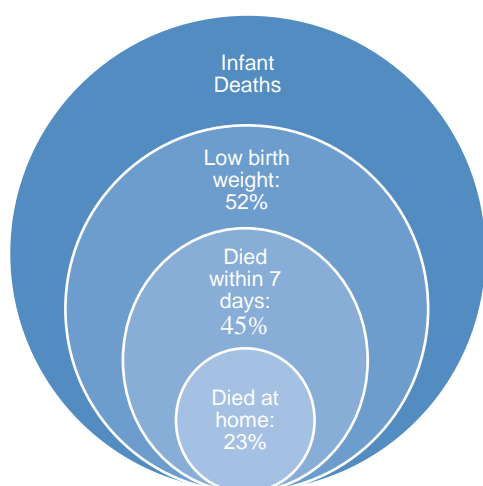 Infant
Deaths
Low birth
weight:
52%
Died
within 7
days:
45%
Died at
home:
23%